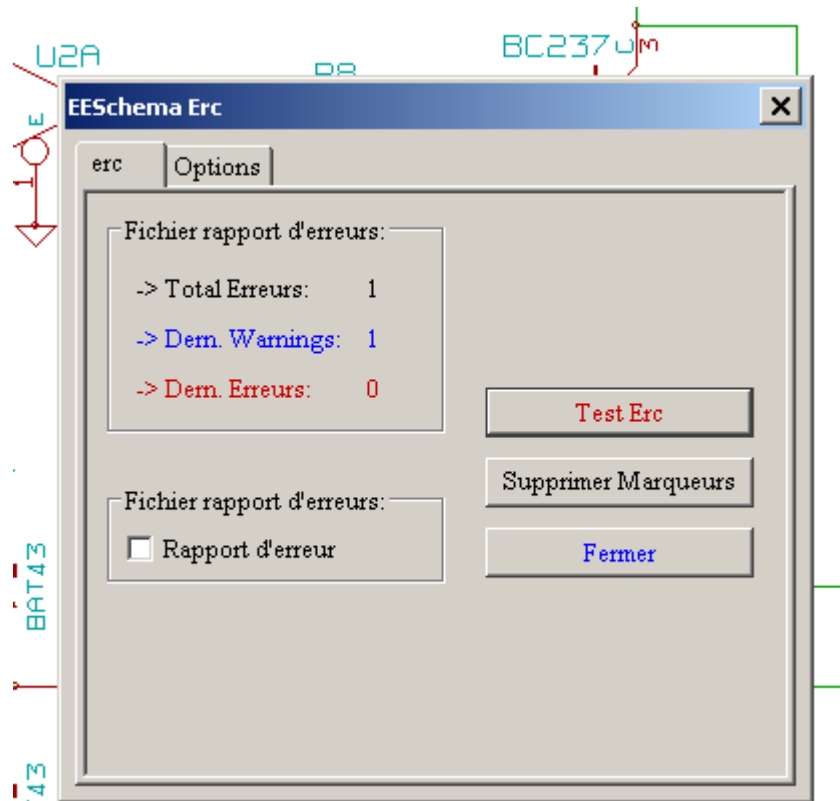 U2A
BC237
EESchema Erc
erc
Options
Fichier rapport d'erreurs:
-> Total Erreurs: 1
-> Dern. Warnings: 1
-> Dern. Erreurs: 0
Test Erc
Supprimer Marqueurs
Fichier rapport d'erreurs:
Rapport d'erreur
Fermer
E
1
BAT43